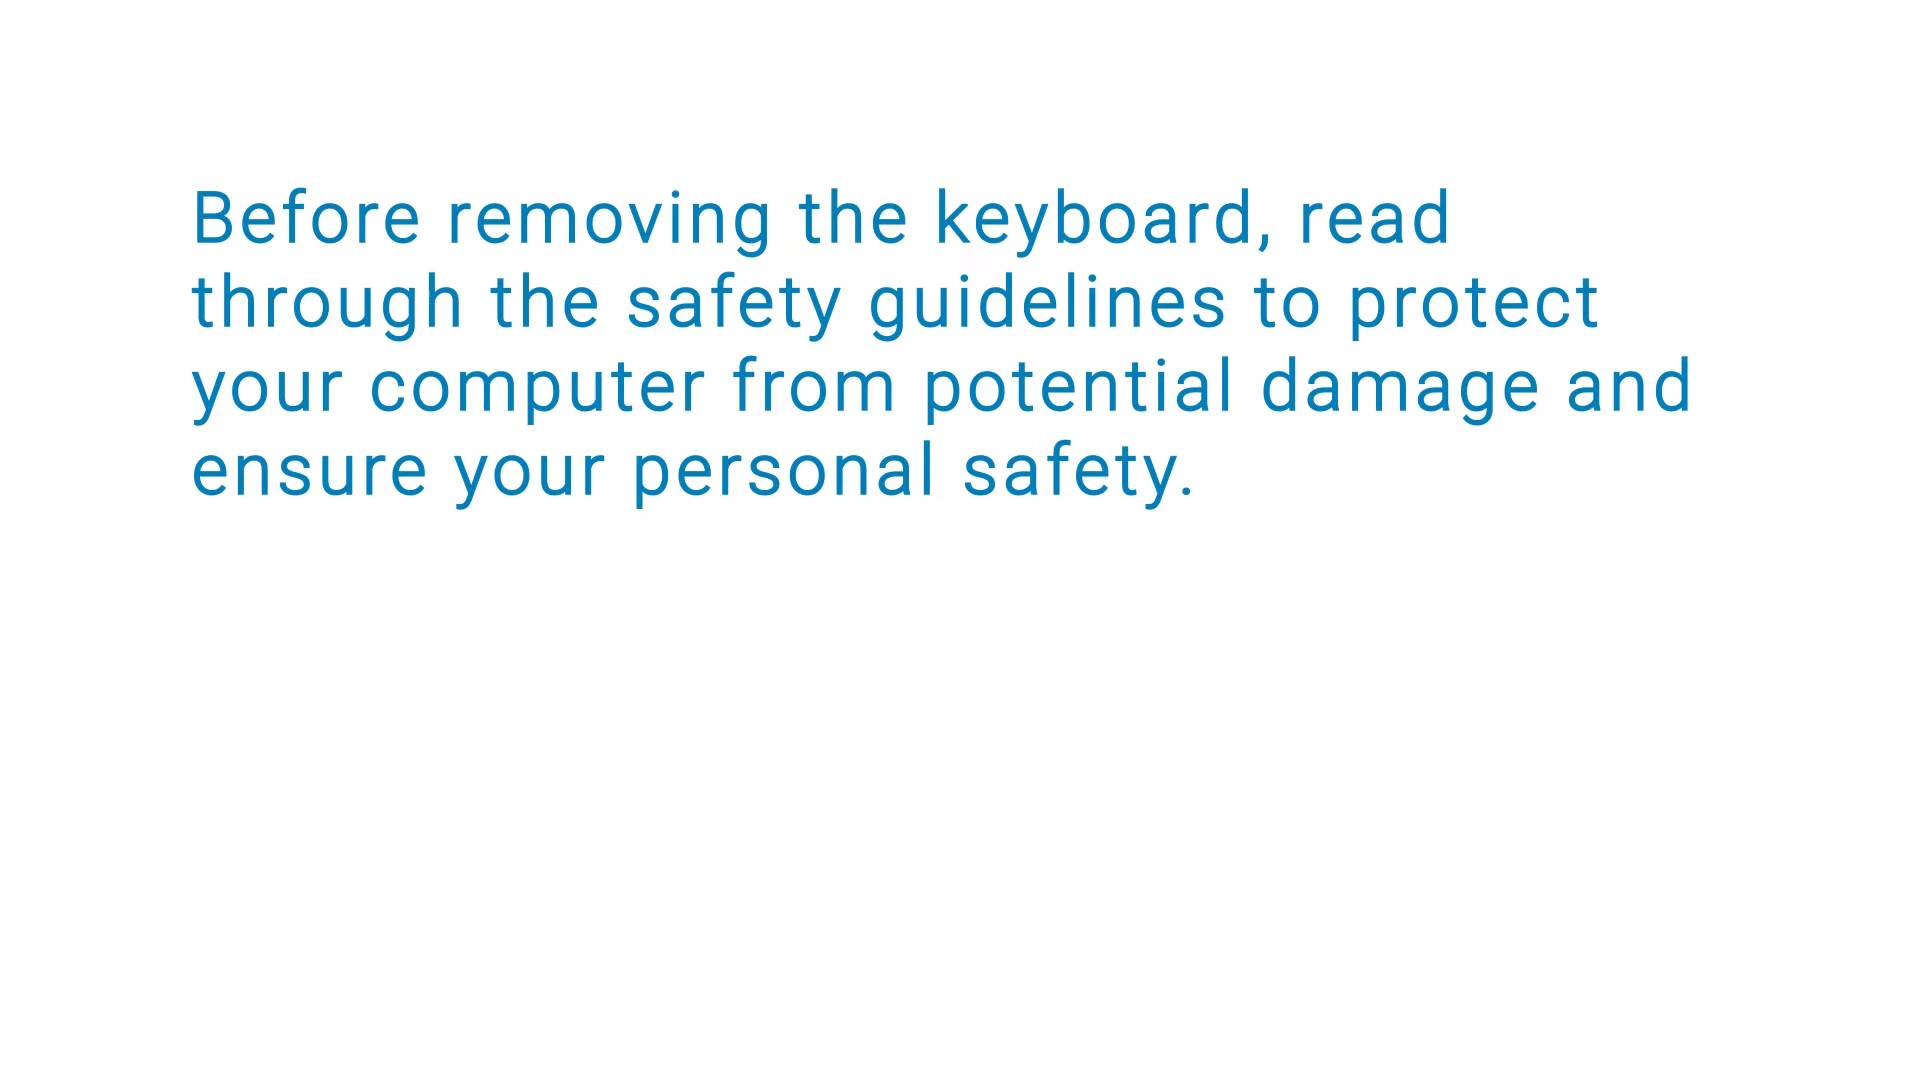 Before removing the keyboard, read
through the safety guidelines to protect
your computer from potential damage and
ensure your personal safety.